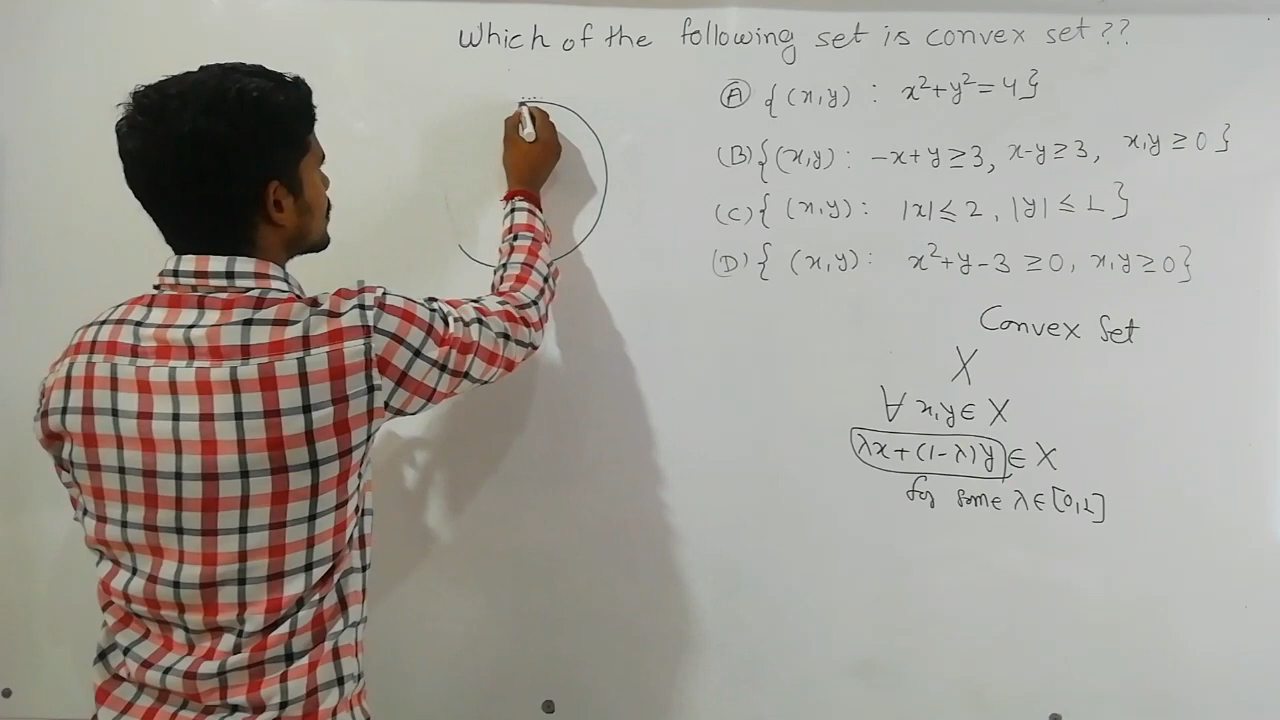 Which of the following set is convex set??
(A) {(x,y) : x²+y²=4}
(B) {(x,y) : -x+y≥3, x-y≥3, x,y≥0}
(C) { (x,y) : |x|≤2, |y|≤1}
(D) { (x,y) : x²+y-3≥0, x,y≥0}
Convex Set
X
∀ x,y∈X
λx+(1-λ)y∈X
for some λ∈[0,1]